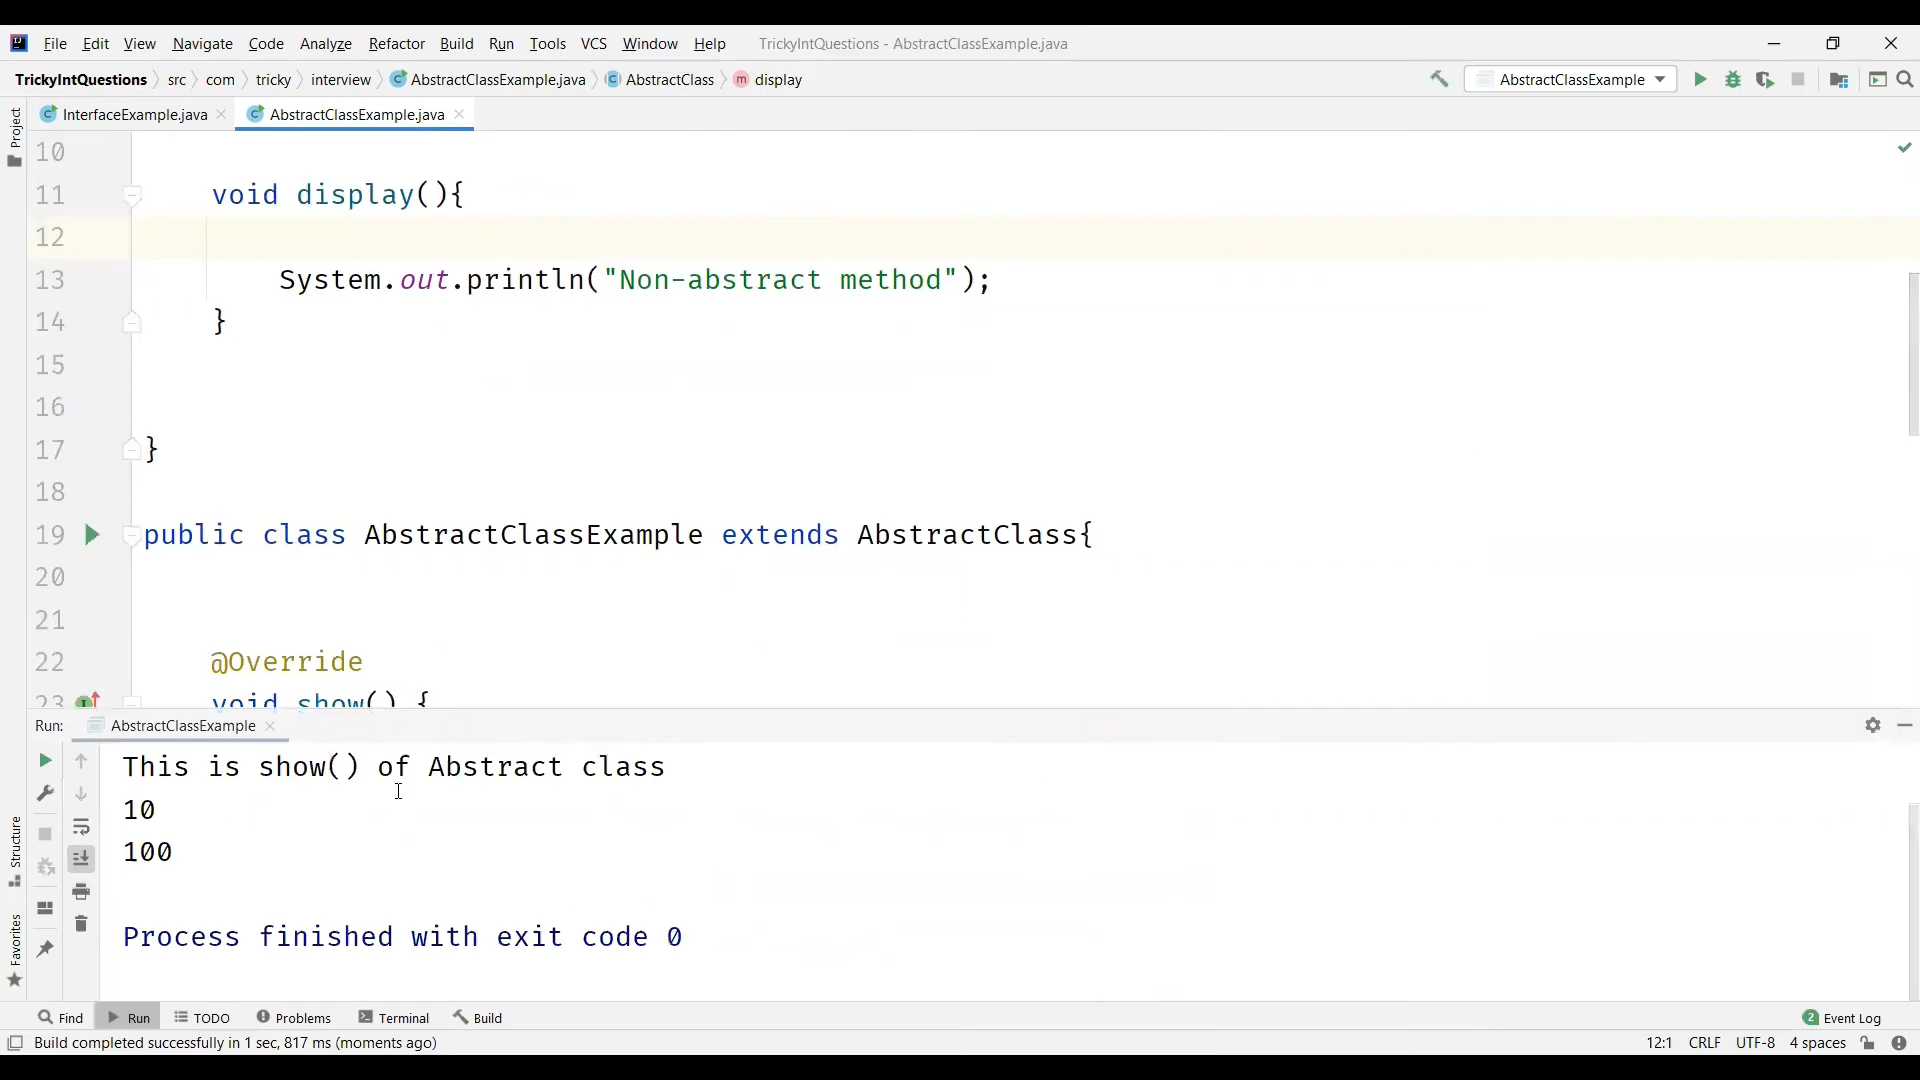 File Edit View Navigate Code Analyze Refactor Build Run Tools VCS Window Help TrickyIntQuestions - AbstractClassExample.java
TrickyIntQuestions src com tricky interview AbstractClassExample.java AbstractClass display AbstractClassExample
InterfaceExample.java AbstractClassExample.java
Project
10
11 void display(){
12
13 System.out.println("Non-abstract method");
14 }
15
16
17 }
18
19 public class AbstractClassExample extends AbstractClass{
20
21
22 @Override
23 void show() {
Run: AbstractClassExample
This is show() of Abstract class
10
100
Process finished with exit code 0
Structure
Favorites
Find Run TODO Problems Terminal Build 2 Event Log
Build completed successfully in 1 sec, 817 ms (moments ago) 12:1 CRLF UTF-8 4 spaces